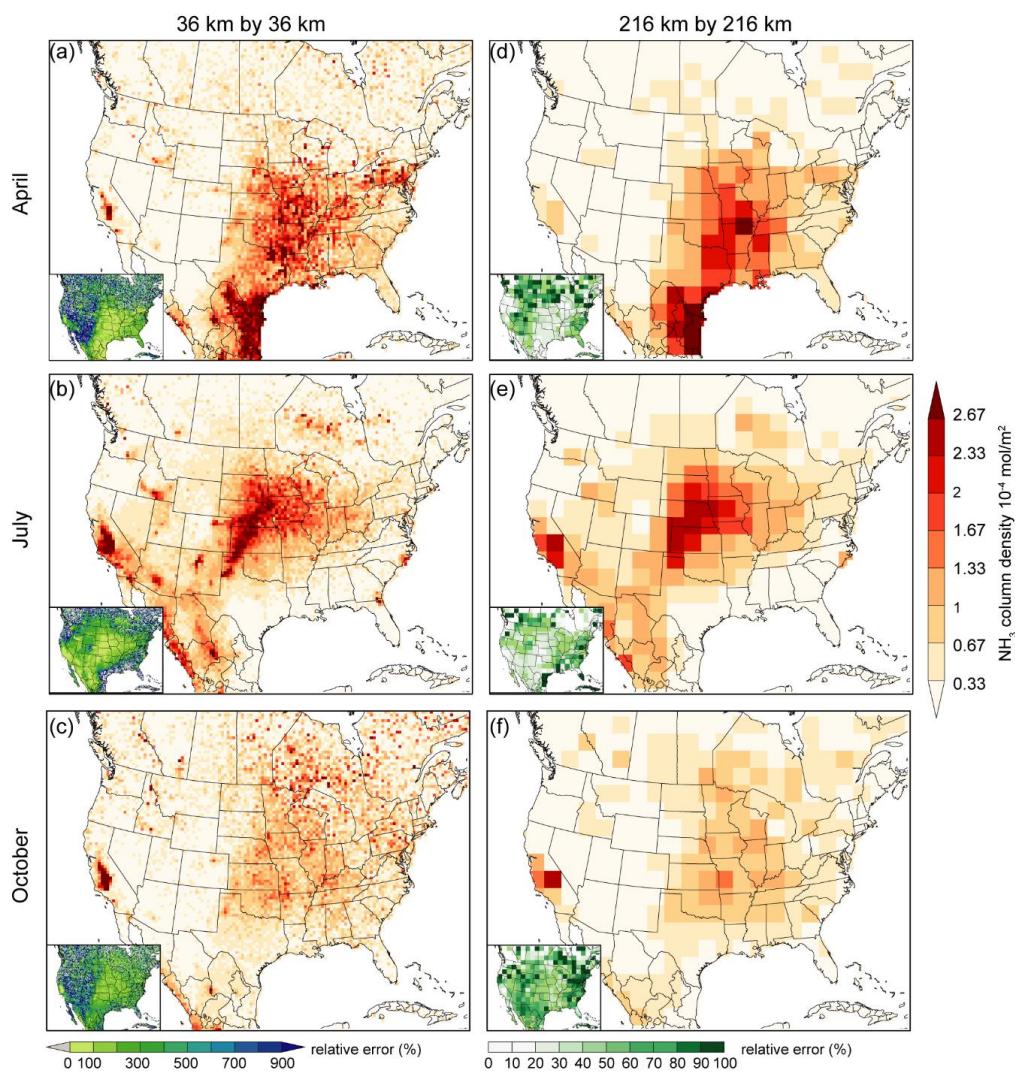 36 km by 36 km
216 km by 216 km
April
(a)
(d)
July
(b)
(e)
October
(c)
(f)
2.67
2.33
2
1.67
1.33
1
0.67
0.33
NH₃ column density 10⁻⁴ mol/m²
0 100 300 500 700 900 relative error (%)
0 10 20 30 40 50 60 70 80 90 100 relative error (%)